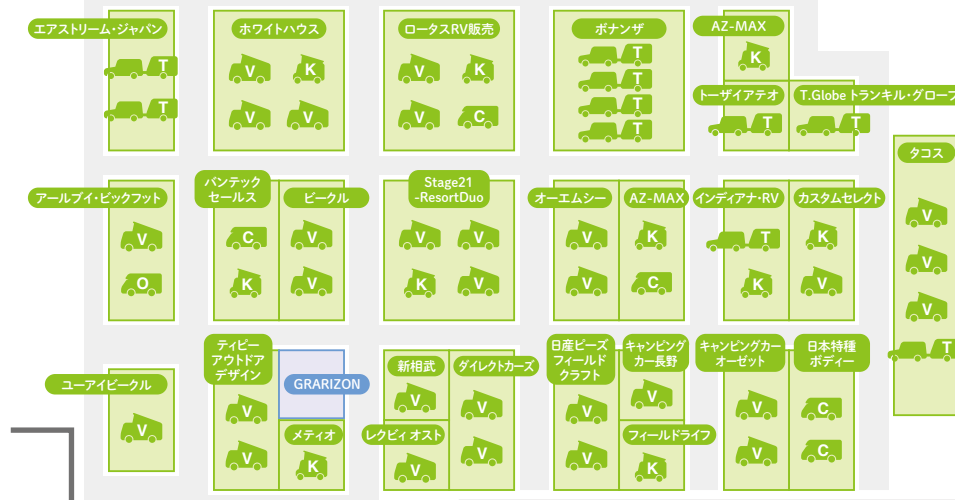 エアストリーム・ジャパン
T
T
ホワイトハウス
V K
V V
ロータスRV販売
V K
V C
ボナンザ
T
T
T
T
AZ-MAX
K
トーザイアテオ
T
T.Globe トランキル・グローブ
T
タコス
V
V
V
T
アールブイ・ビックフット
V
O
バンテック
セールス
C
K
ビークル
V
V
Stage21
-ResortDuo
V V
K V
オーエムシー
V
V
AZ-MAX
K
C
インディアナ・RV
T
K
カスタムセレクト
K
V
ユーアイビークル
V
ティピー
アウトドア
デザイン
V
V
GRARIZON
メティオ
K
新相武
V
レクビィ オスト
V
ダイレクトカーズ
V
V
日産ピーズ
フィールド
クラフト
V
V
キャンピング
カー長野
V
フィールドライフ
K
キャンピングカー
オーゼット
V
V
日本特種
ボディー
C
C